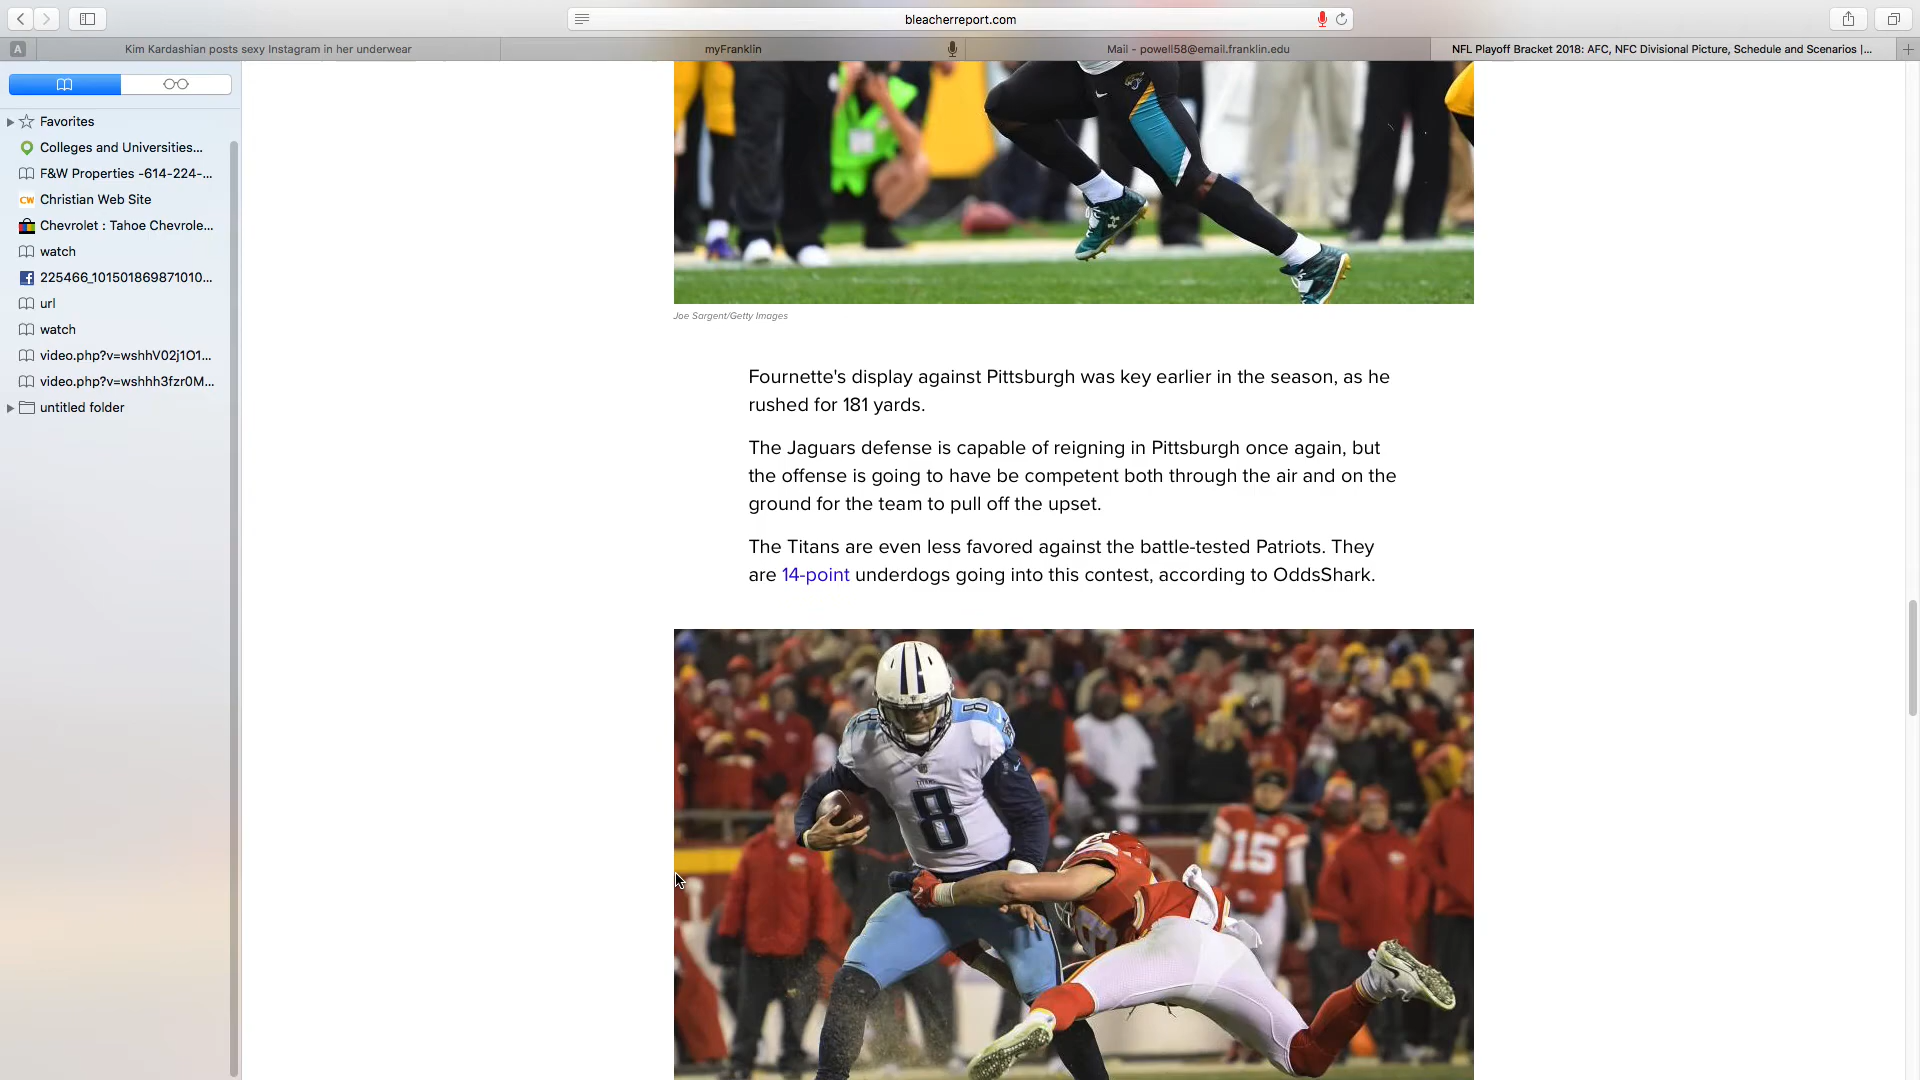 bleacherreport.com
A
Kim Kardashian posts sexy Instagram in her underwear
myFranklin
Mail - powell58@email.franklin.edu
NFL Playoff Bracket 2018: AFC, NFC Divisional Picture, Schedule and Scenarios |...
Favorites
Colleges and Universities...
F&W Properties -614-224-...
CW Christian Web Site
Chevrolet : Tahoe Chevrole...
watch
225466_101501869871010...
url
watch
video.php?v=wshhV02j1O1...
video.php?v=wshhh3fzr0M...
untitled folder
Joe Sargent/Getty Images
Fournette's display against Pittsburgh was key earlier in the season, as he
rushed for 181 yards.
The Jaguars defense is capable of reigning in Pittsburgh once again, but
the offense is going to have be competent both through the air and on the
ground for the team to pull off the upset.
The Titans are even less favored against the battle-tested Patriots. They
are 14-point underdogs going into this contest, according to OddsShark.
8
TITANS
8
15